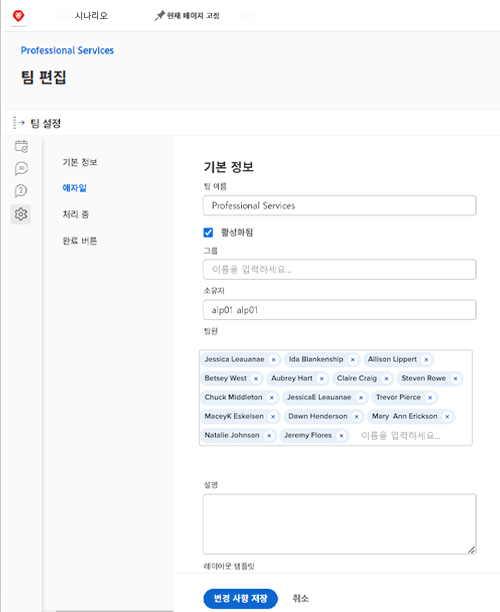 시나리오
현재 페이지 고정
Professional Services
팀 편집
팀 설정
기본 정보
애자일
처리 중
완료 버튼
기본 정보
팀 이름
Professional Services
활성화됨
그룹
이름을 입력하세요...
소유자
alp01 alp01
팀원
Jessica Leauanae × Ida Blankenship × Allison Lippert ×
Betsey West × Aubrey Hart × Claire Craig × Steven Rowe ×
Chuck Middleton × JessicaE Leauanae × Trevor Pierce ×
MaceyK Eskelsen × Dawn Henderson × Mary Ann Erickson ×
Natalie Johnson × Jeremy Flores × 이름을 입력하세요...
설명
레이아웃 템플릿
변경 사항 저장 취소